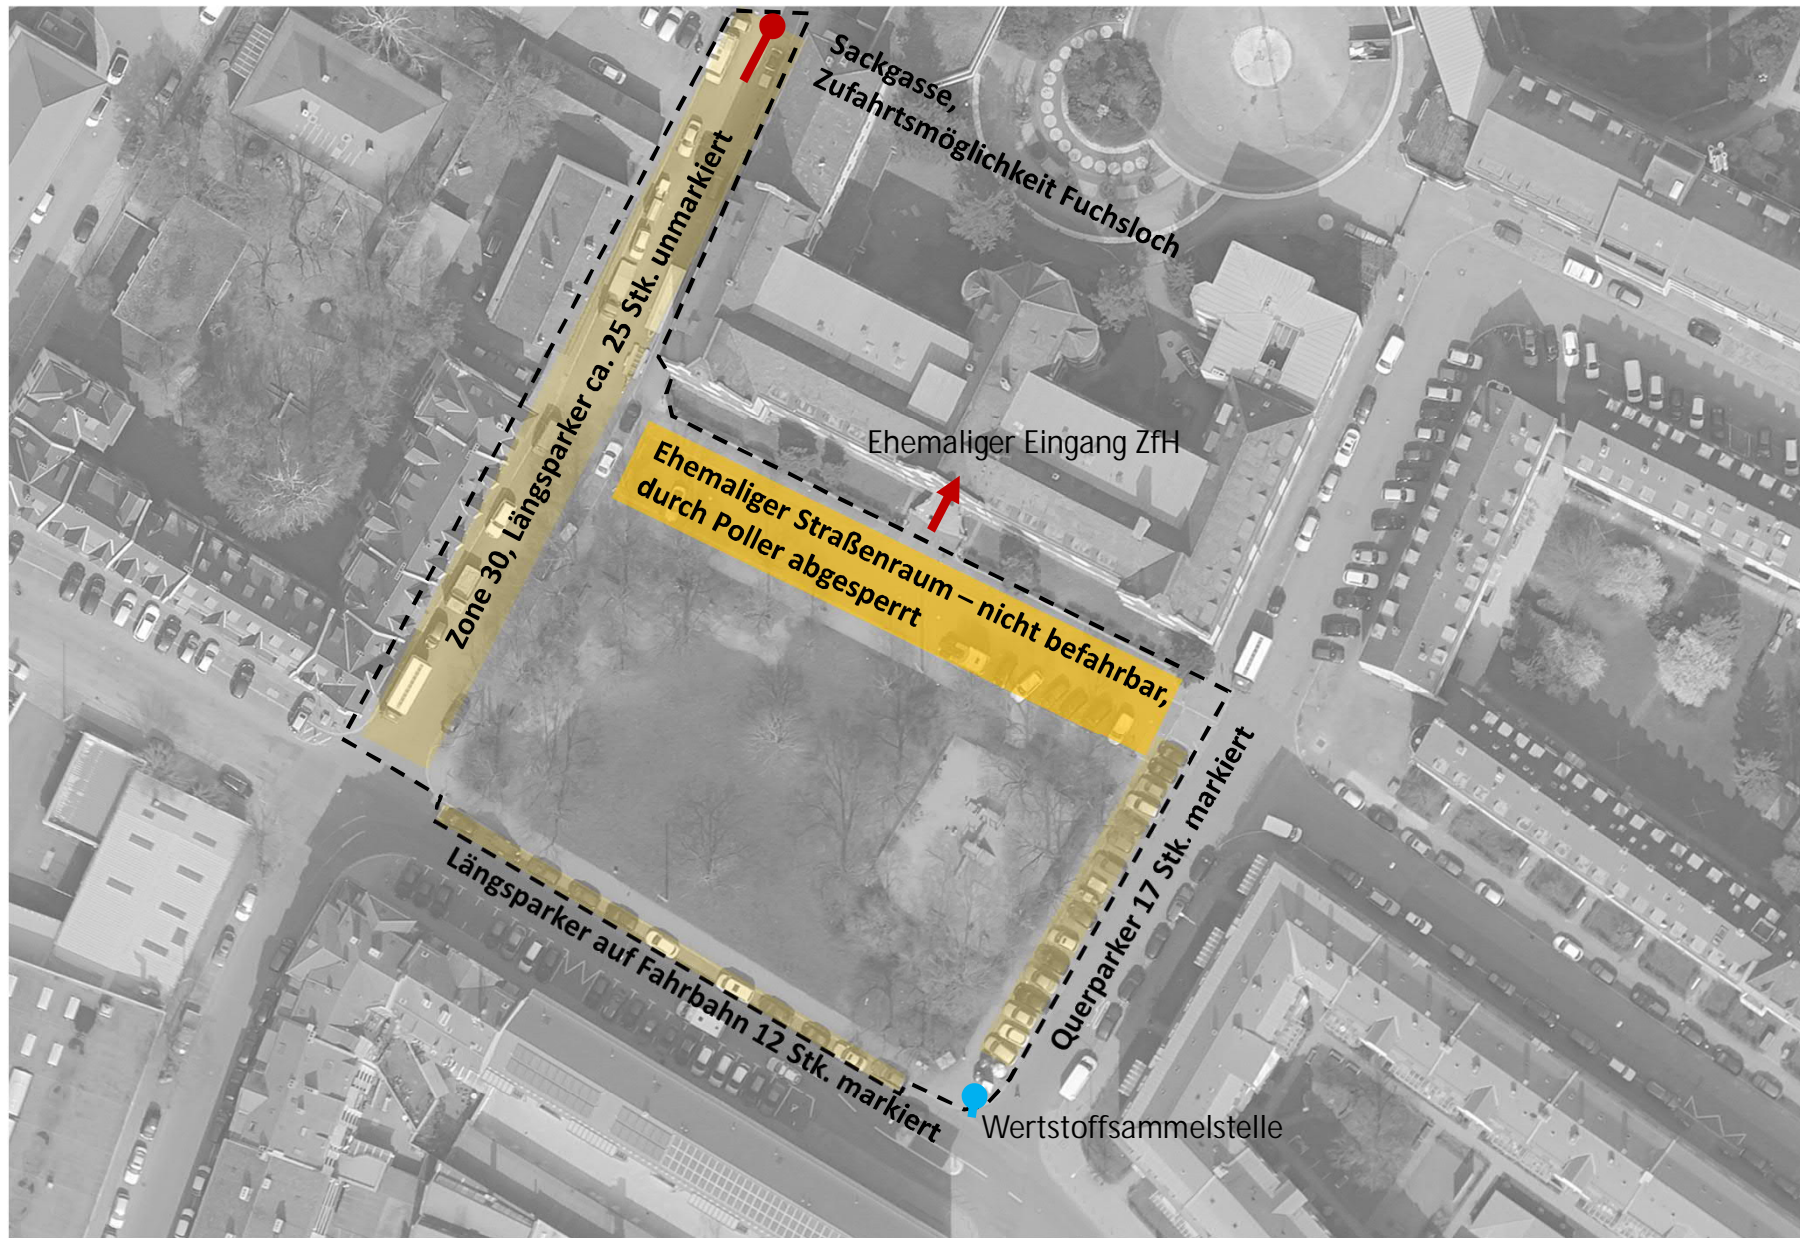 Sackgasse,
Zufahrtsmöglichkeit Fuchsloch
Zone 30, Längsparker ca. 25 Stk. unmarkiert
Ehemaliger Eingang ZfH
Ehemaliger Straßenraum – nicht befahrbar,
durch Poller abgesperrt
Querparker 17 Stk. markiert
Längsparker auf Fahrbahn 12 Stk. markiert
Wertstoffsammelstelle